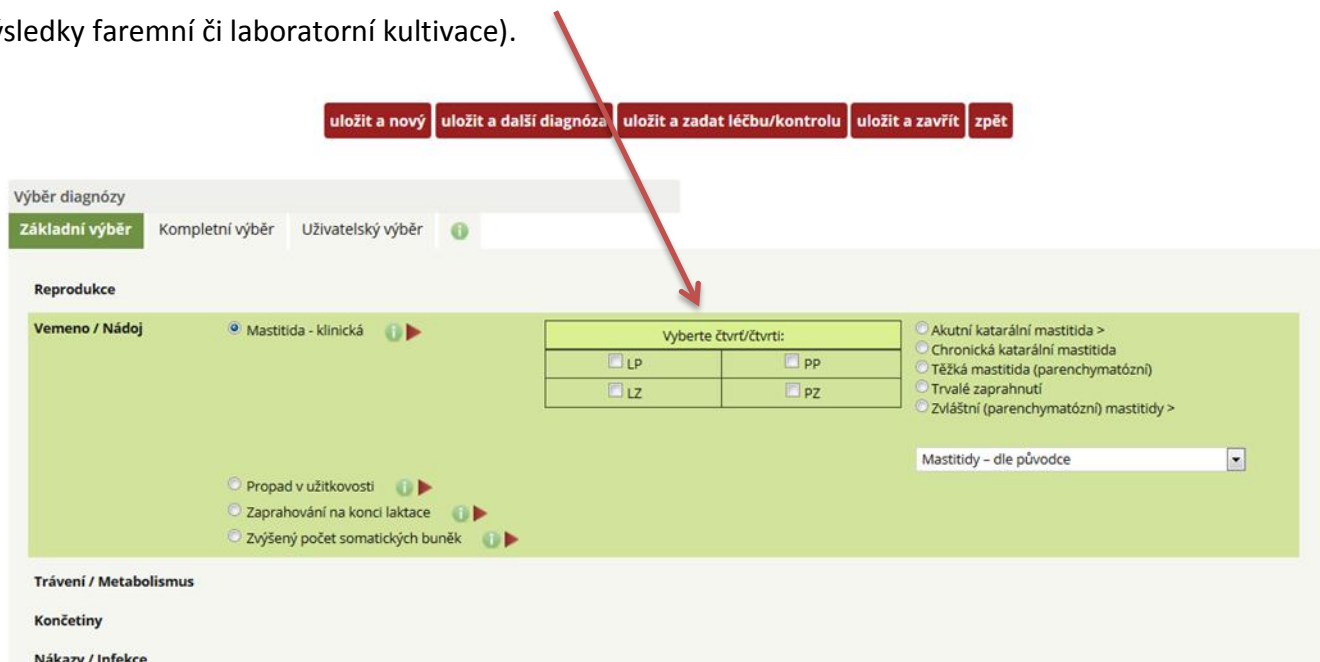 sledky faremní či laboratorní kultivace).
uložit a nový uložit a další diagnóza uložit a zadat léčbu/kontrolu uložit a zavřít zpět
Výběr diagnózy
Základní výběr Kompletní výběr Uživatelský výběr
Reprodukce
Vemeno / Nádoj
Mastitida - klinická
Vyberte čtvrť/čtvrti:
LP PP
LZ PZ
Akutní katarální mastitida >
Chronická katarální mastitida
Těžká mastitida (parenchymatózní)
Trvalé zaprahnutí
Zvláštní (parenchymatózní) mastitidy >
Mastitidy – dle původce
Propad v užitkovosti
Zaprahování na konci laktace
Zvýšený počet somatických buněk
Trávení / Metabolismus
Končetiny
Nákazy / Infekce